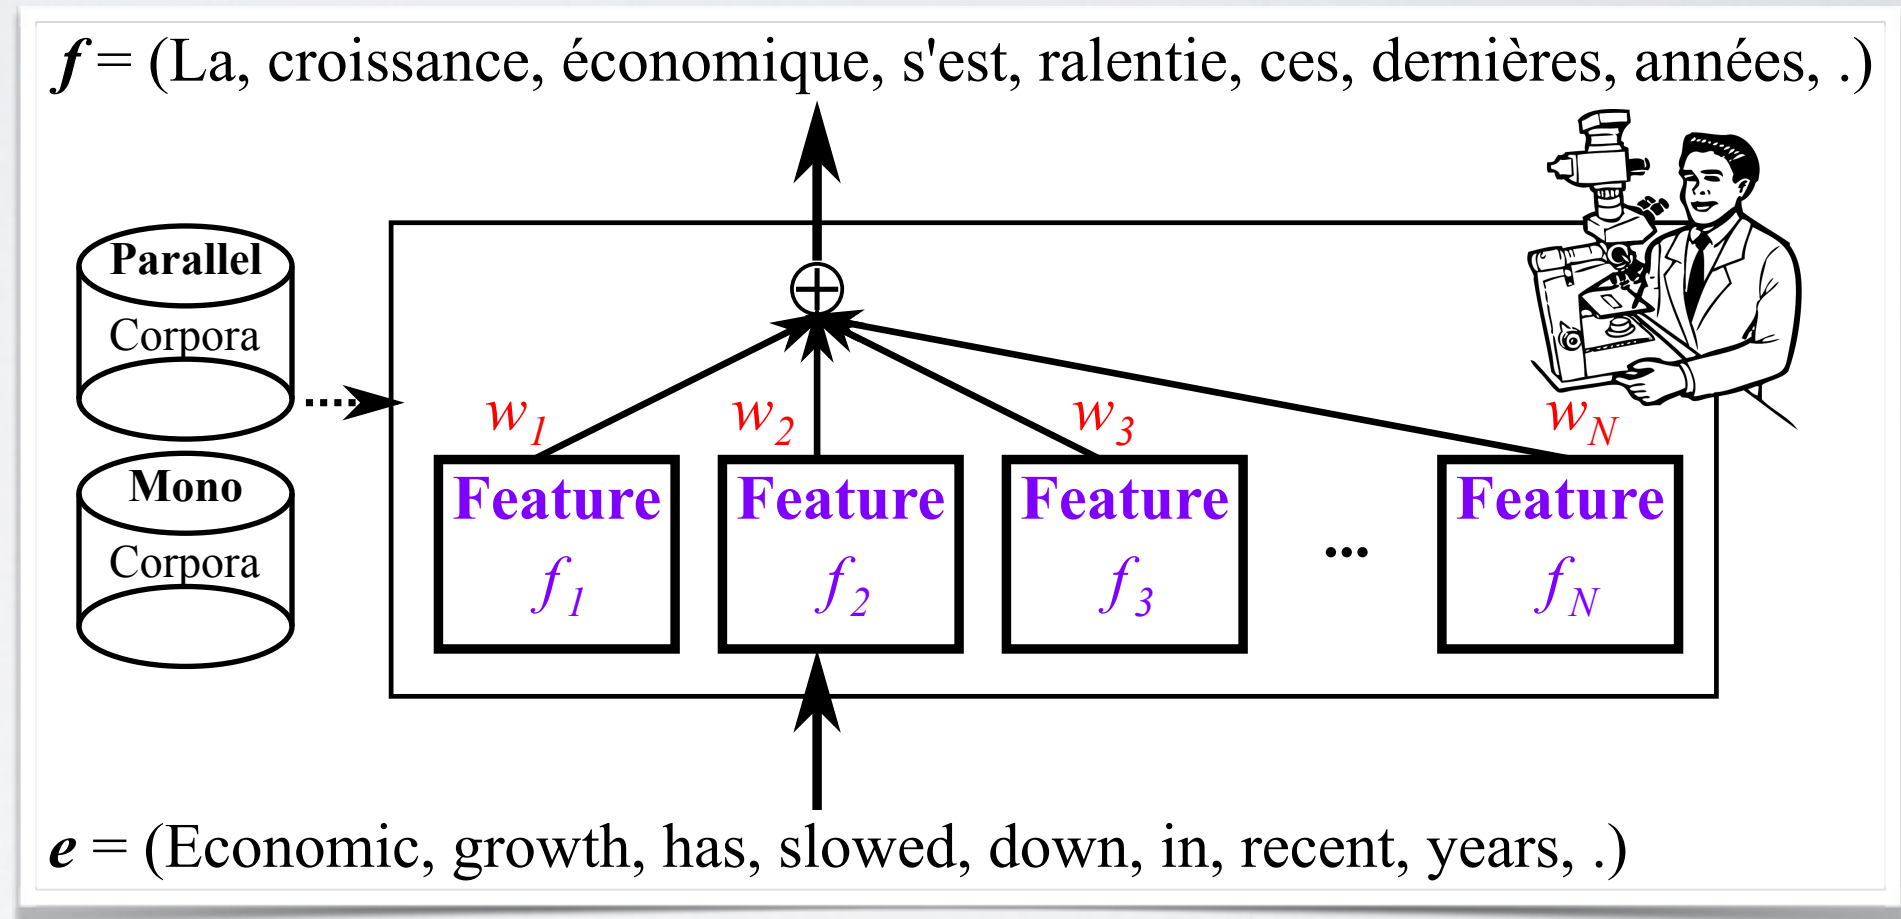 f = (La, croissance, économique, s'est, ralentie, ces, dernières, années, .)
Parallel
Corpora
Mono
Corpora
w1 w2 w3 wN
Feature Feature Feature Feature
f1 f2 f3 ... fN
e = (Economic, growth, has, slowed, down, in, recent, years, .)